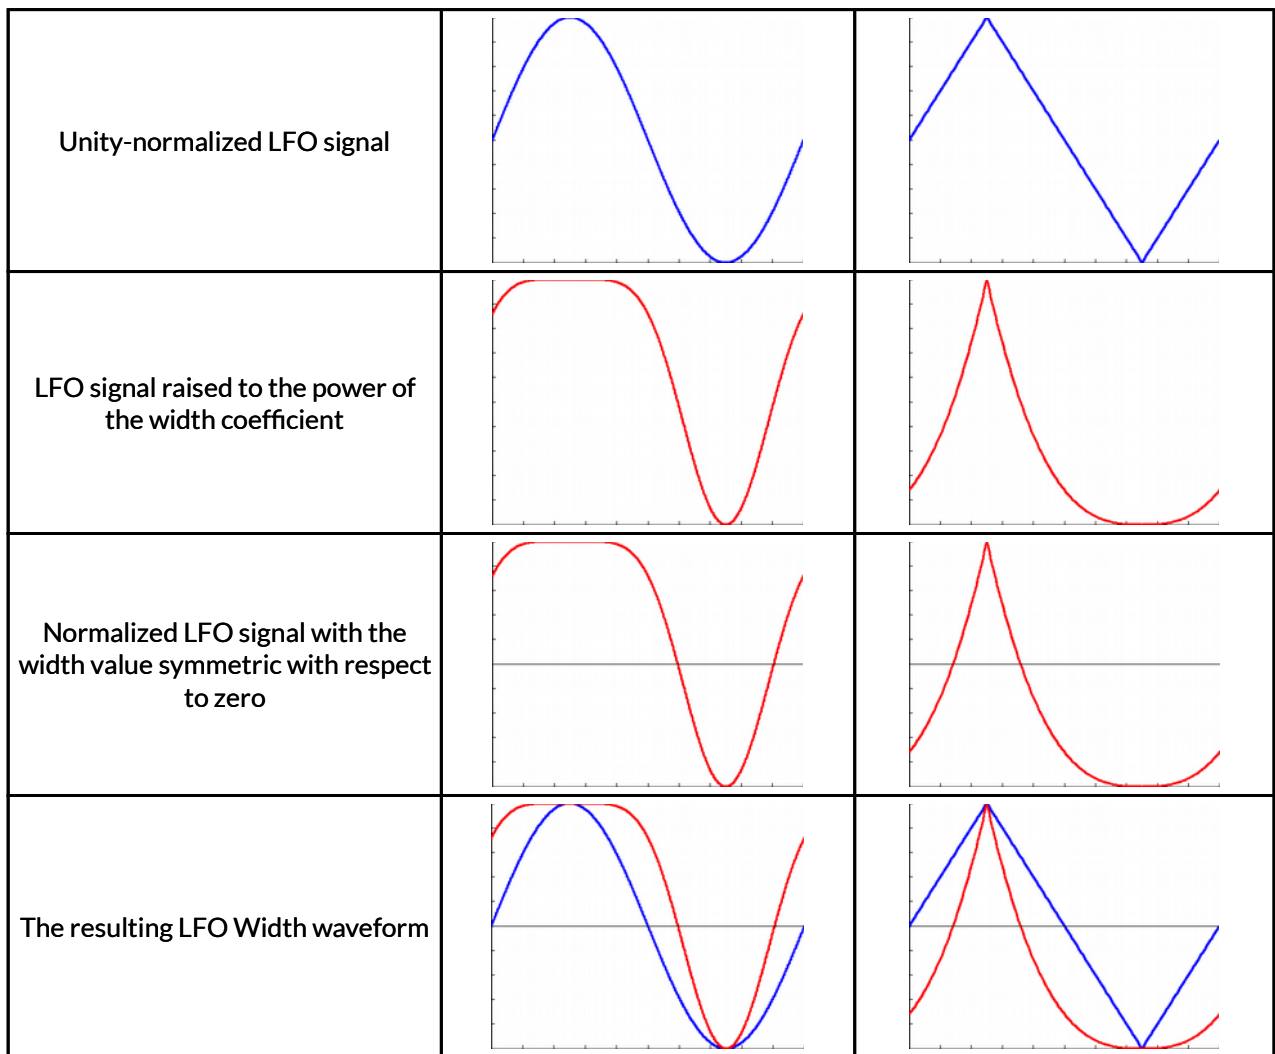 Unity-normalized LFO signal
LFO signal raised to the power of
the width coefficient
Normalized LFO signal with the
width value symmetric with respect
to zero
The resulting LFO Width waveform